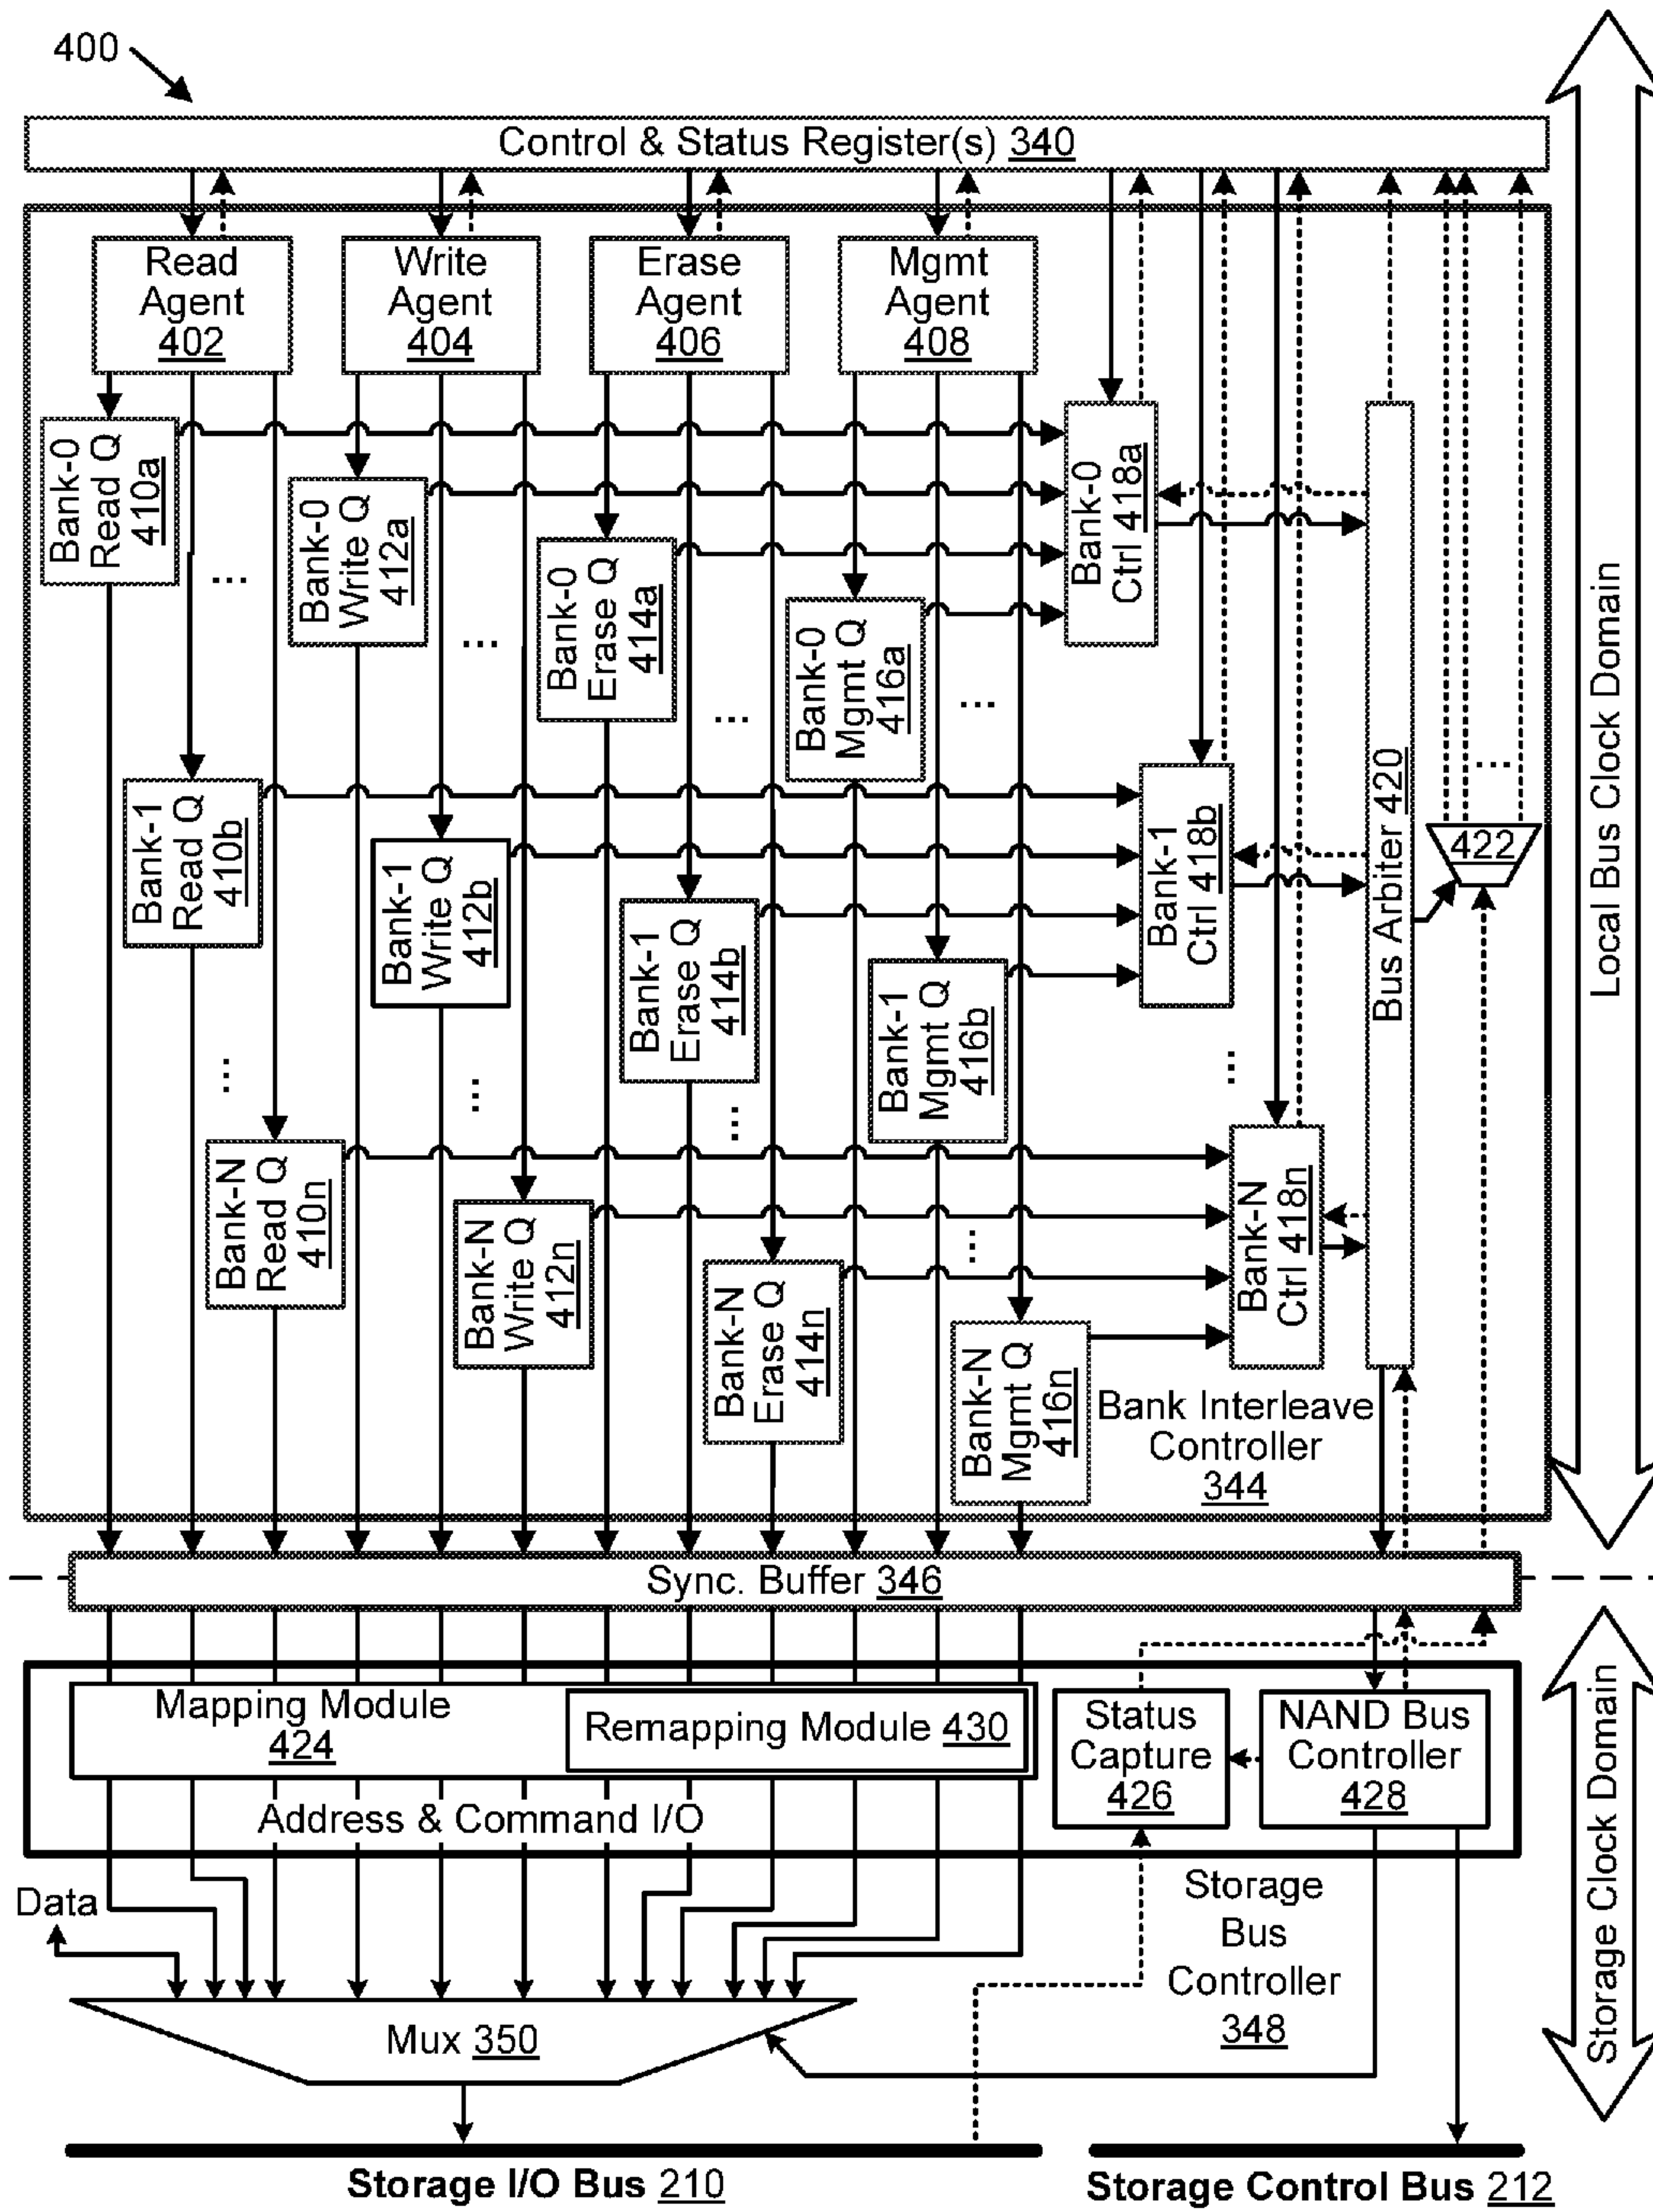 400
Control & Status Register(s) 340
Read
Agent
402
Write
Agent
404
Erase
Agent
406
Mgmt
Agent
408
Bank-0
Read Q
410a
...
Bank-0
Write Q
412a
...
Bank-0
Erase Q
414a
...
Bank-0
Mgmt Q
416a
...
Bank-0
Ctrl 418a
Bank-1
Read Q
410b
...
Bank-1
Write Q
412b
...
Bank-1
Erase Q
414b
...
Bank-1
Mgmt Q
416b
...
Bank-1
Ctrl 418b
...
Bus Arbiter 420
...
422
Bank-N
Read Q
410n
Bank-N
Write Q
412n
Bank-N
Erase Q
414n
Bank-N
Mgmt Q
416n
Bank-N
Ctrl 418n
Bank Interleave
Controller
344
Local Bus Clock Domain
Sync. Buffer 346
Mapping Module
424
Remapping Module 430
Status
Capture
426
NAND Bus
Controller
428
Address & Command I/O
Data
Storage
Bus
Controller
348
Storage Clock Domain
Mux 350
Storage I/O Bus 210
Storage Control Bus 212